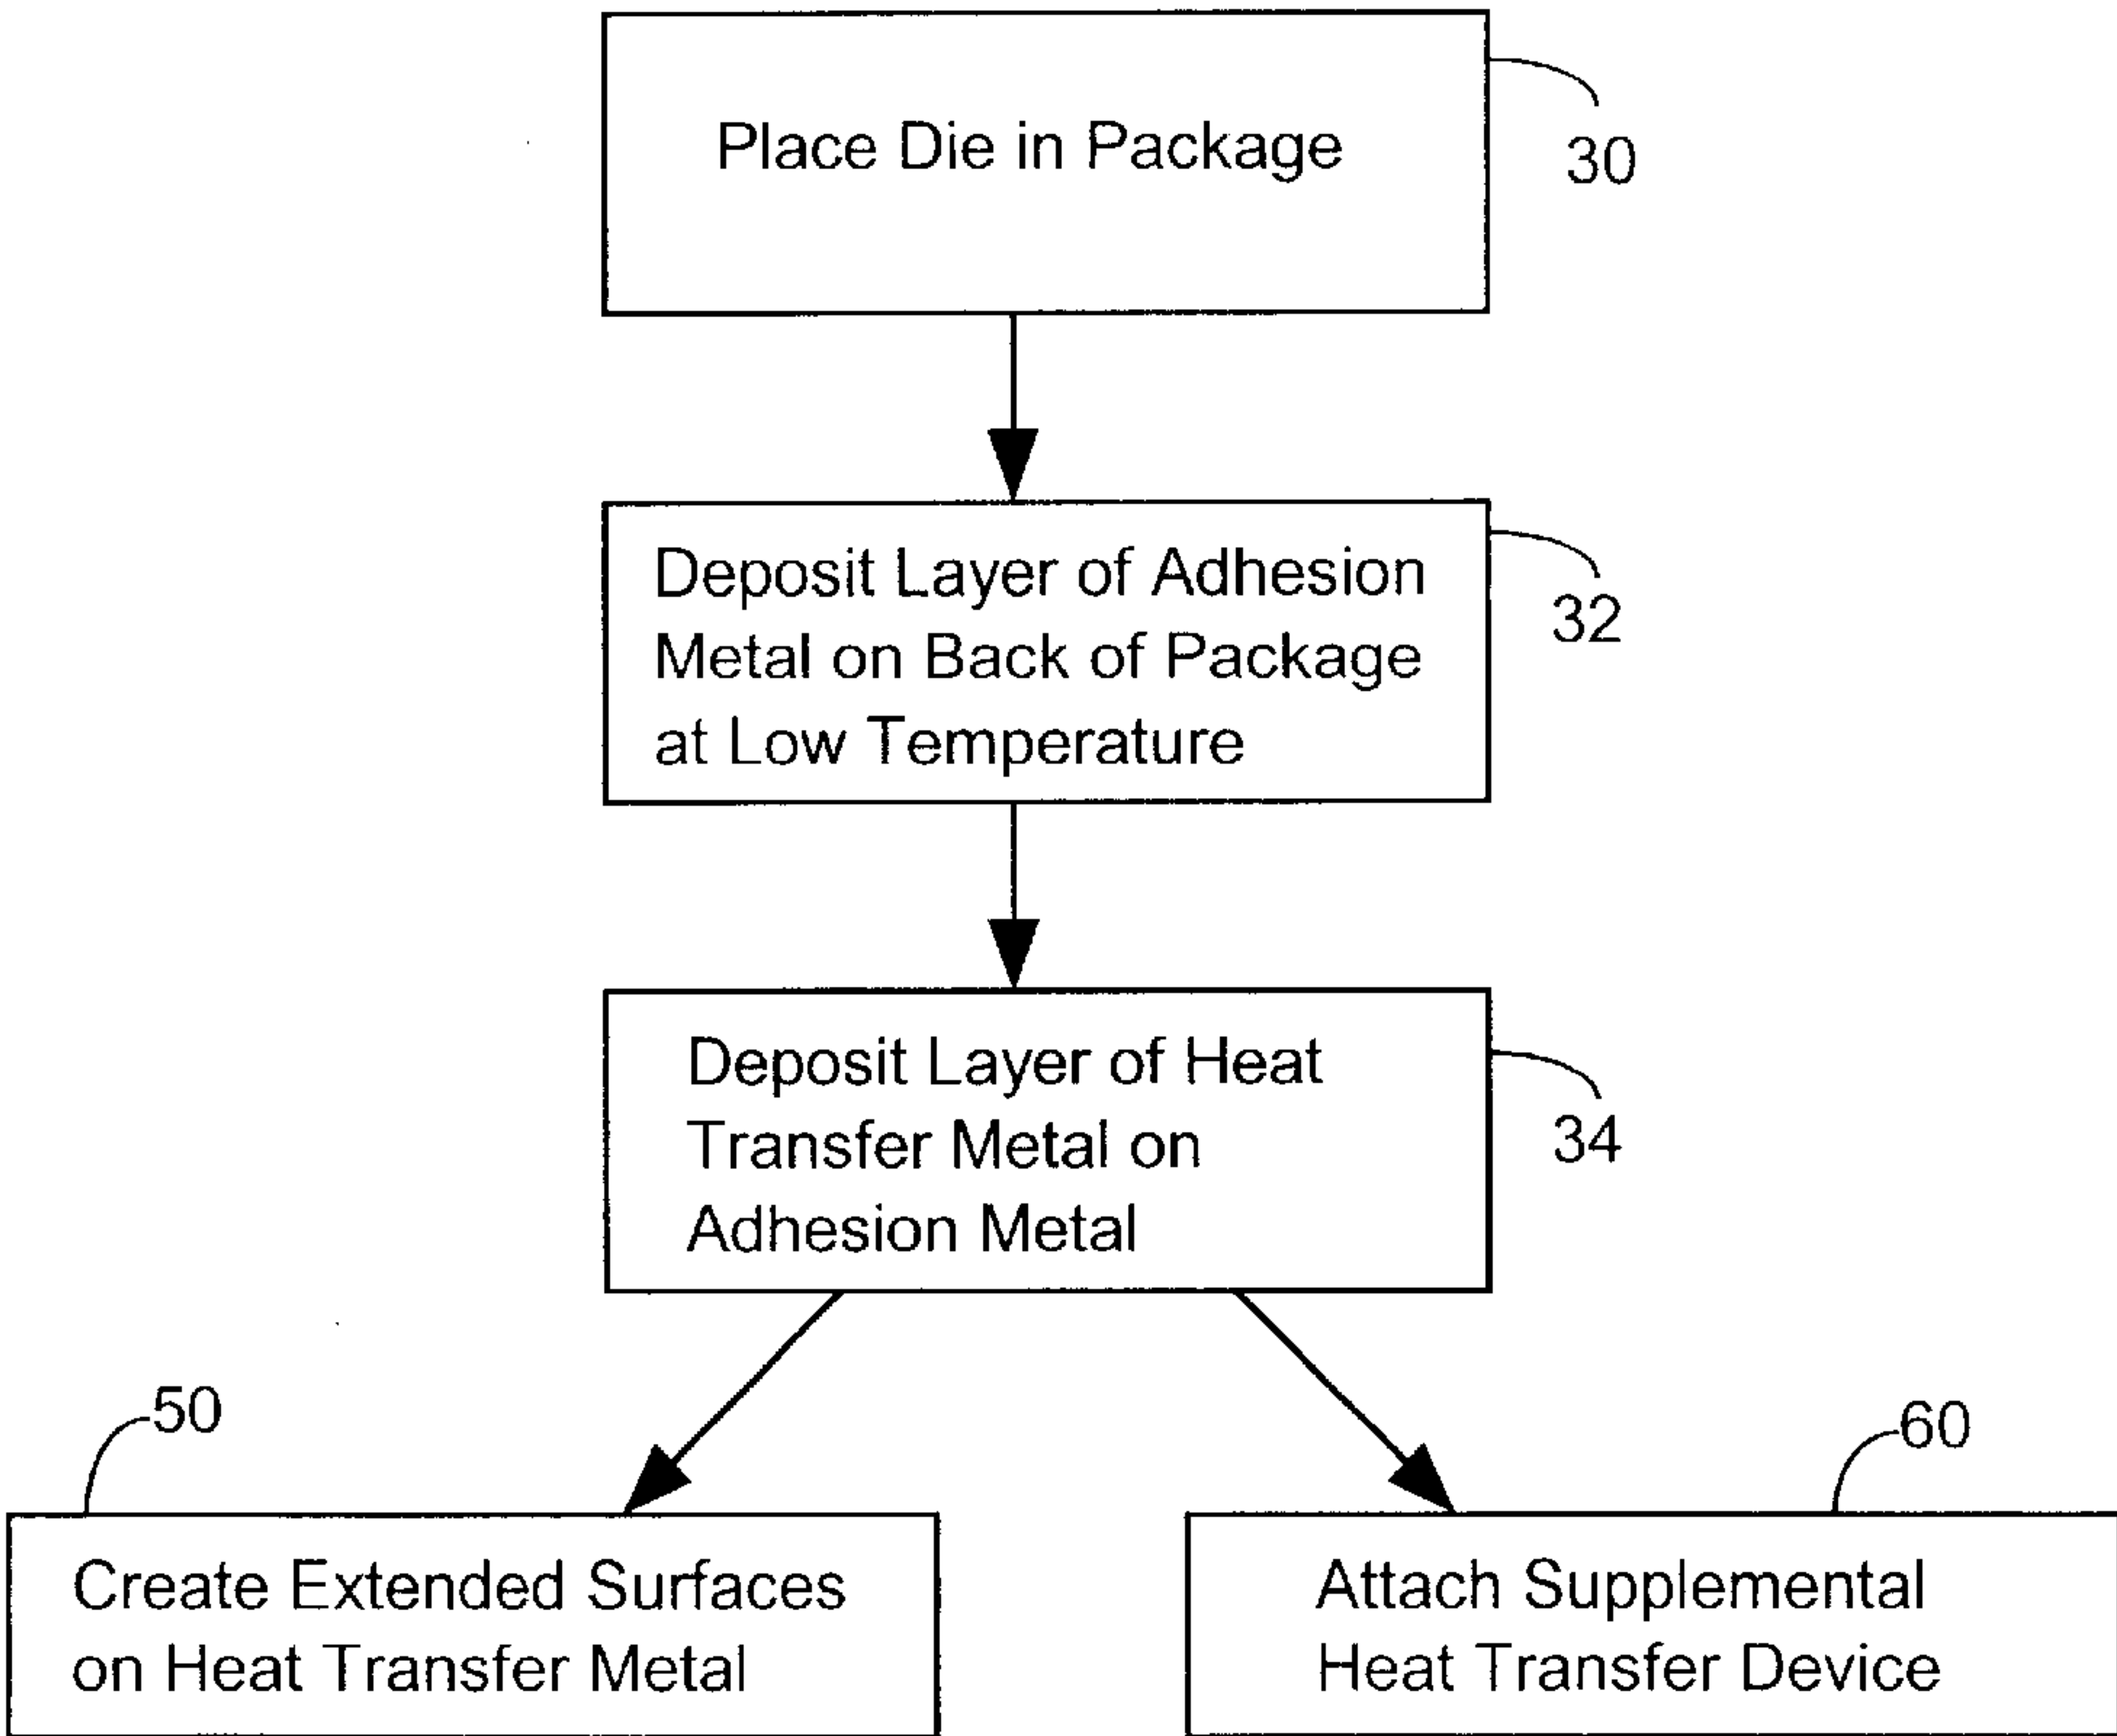 Place Die in Package
30
Deposit Layer of Adhesion
Metal on Back of Package
at Low Temperature
32
Deposit Layer of Heat
Transfer Metal on
Adhesion Metal
34
50
Create Extended Surfaces
on Heat Transfer Metal
60
Attach Supplemental
Heat Transfer Device